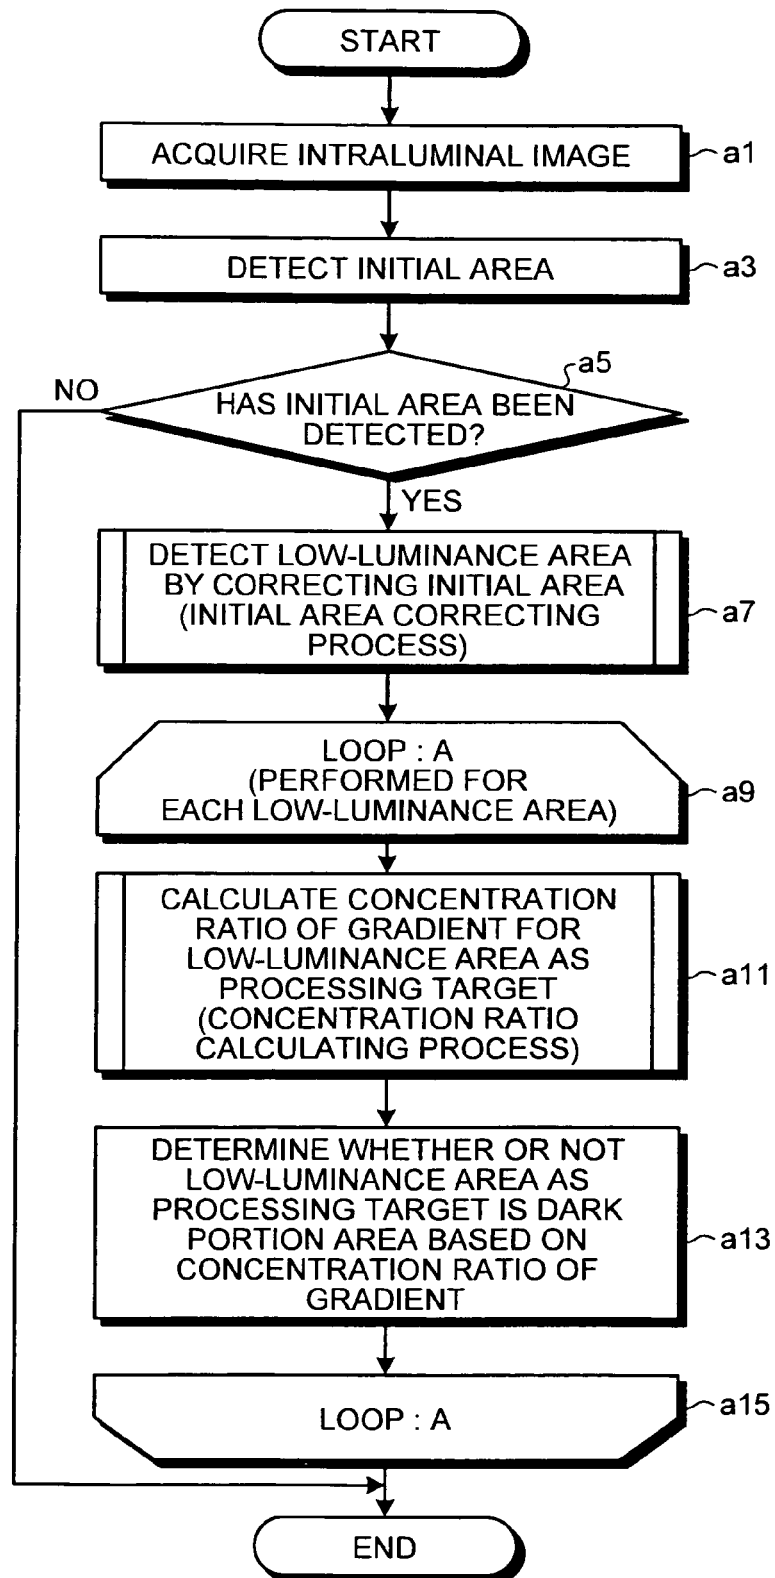 START
ACQUIRE INTRALUMINAL IMAGE
a1
DETECT INITIAL AREA
a3
a5
NO
HAS INITIAL AREA BEEN
DETECTED?
YES
DETECT LOW-LUMINANCE AREA
BY CORRECTING INITIAL AREA
(INITIAL AREA CORRECTING
PROCESS)
a7
LOOP : A
(PERFORMED FOR
EACH LOW-LUMINANCE AREA)
a9
CALCULATE CONCENTRATION
RATIO OF GRADIENT FOR
LOW-LUMINANCE AREA AS
PROCESSING TARGET
(CONCENTRATION RATIO
CALCULATING PROCESS)
a11
DETERMINE WHETHER OR NOT
LOW-LUMINANCE AREA AS
PROCESSING TARGET IS DARK
PORTION AREA BASED ON
CONCENTRATION RATIO OF
GRADIENT
a13
LOOP : A
a15
END